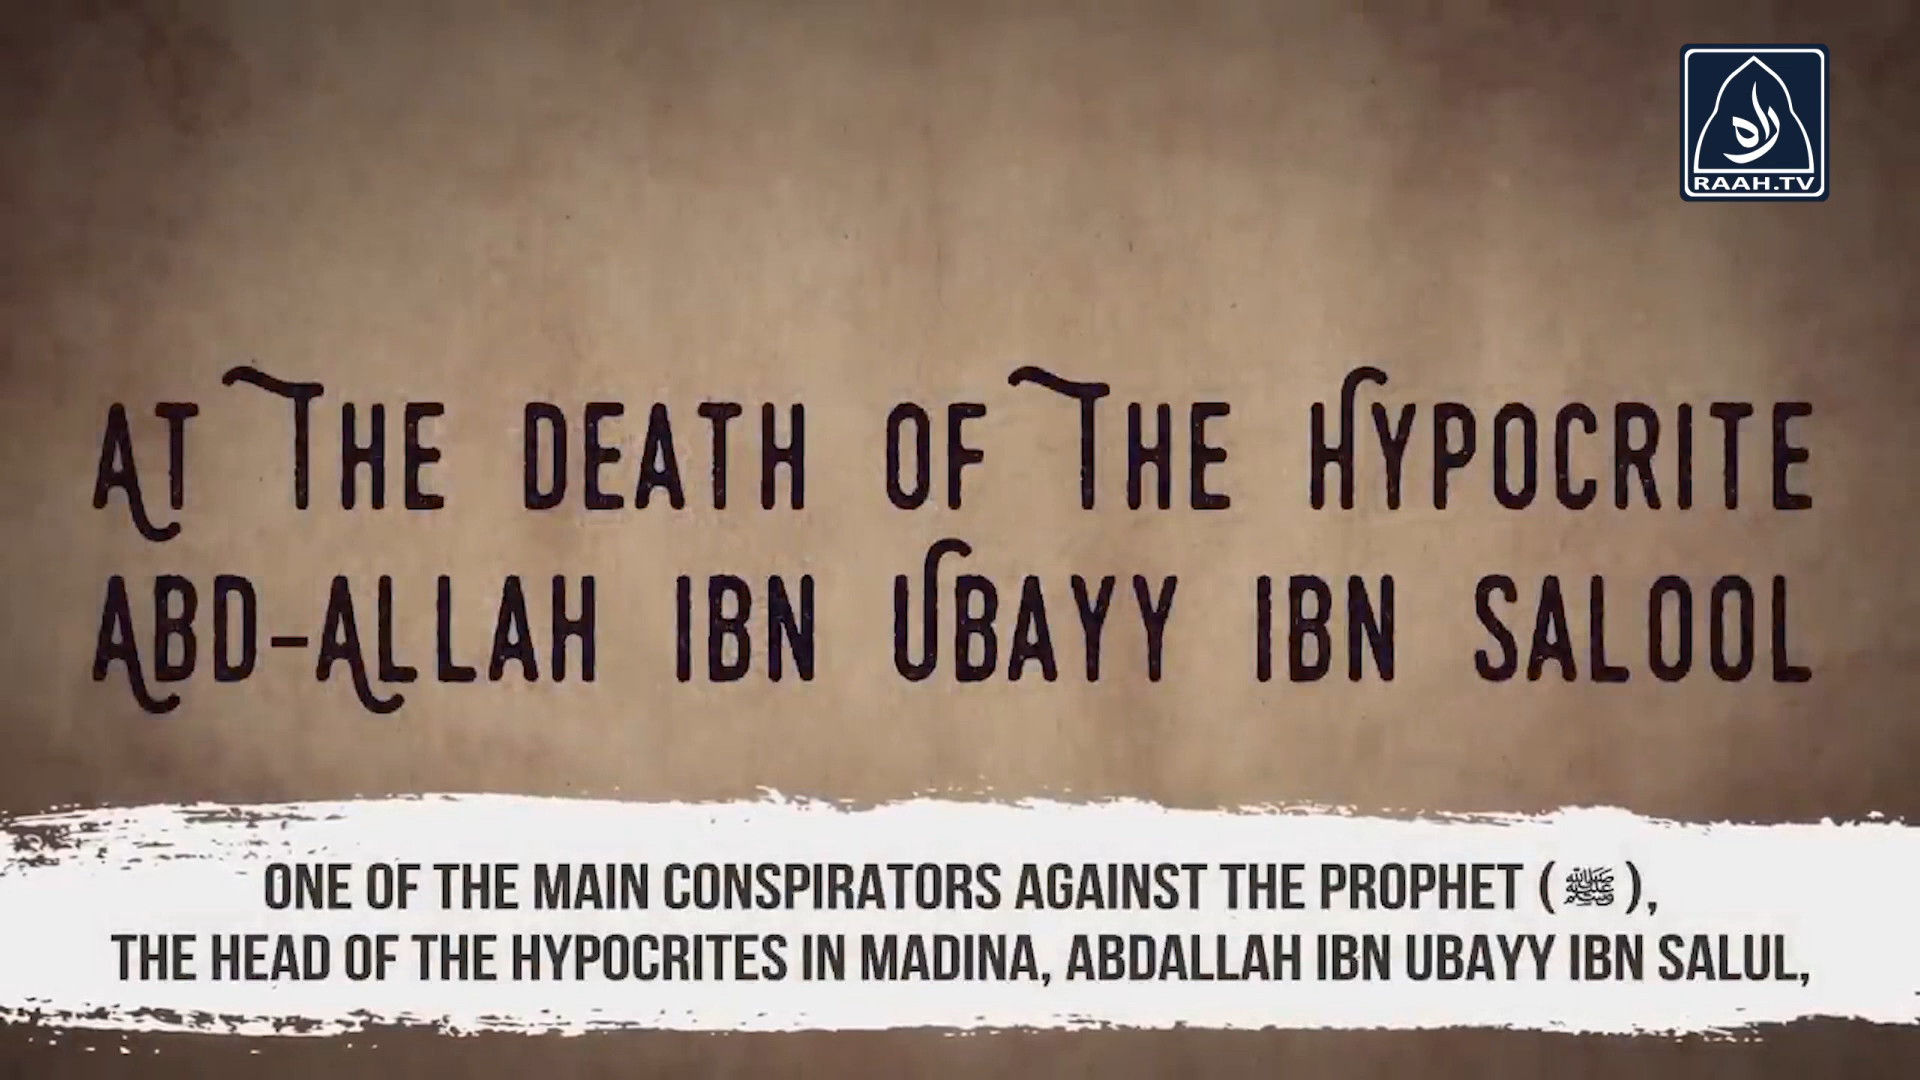 راہ
RAAH.TV
AT THE DEATH OF THE HYPOCRITE
ABD-ALLAH IBN UBAYY IBN SALOOL
ONE OF THE MAIN CONSPIRATORS AGAINST THE PROPHET (ﷺ),
THE HEAD OF THE HYPOCRITES IN MADINA, ABDALLAH IBN UBAYY IBN SALUL,